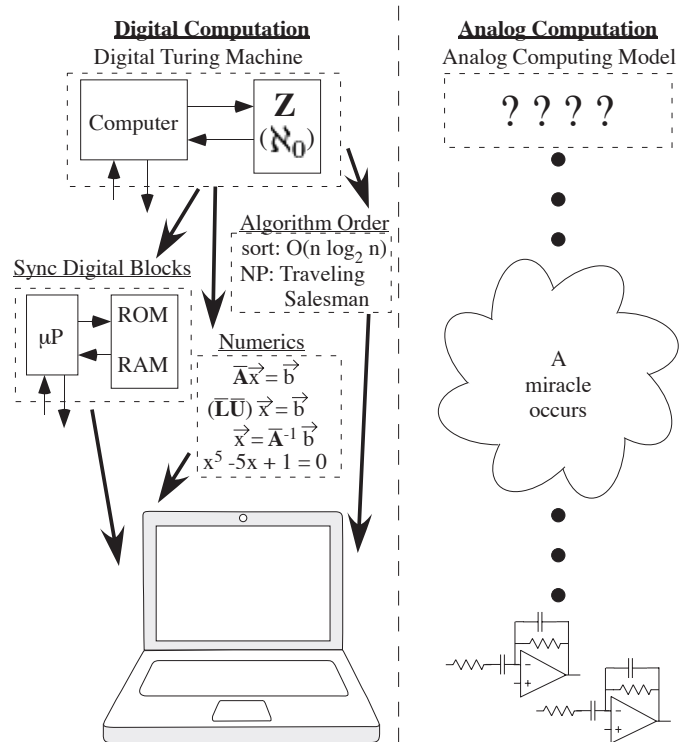 Digital Computation
Digital Turing Machine
Computer
Z
(ℵ0)
Algorithm Order
sort: O(n log2 n)
NP: Traveling
Salesman
Sync Digital Blocks
μP
ROM
RAM
Numerics
A̅x⃗ = b⃗
(L̅U̅) x⃗ = b⃗
x⃗ = A̅-1 b⃗
x5 -5x + 1 = 0
Analog Computation
Analog Computing Model
? ? ? ?
A
miracle
occurs
-
+
-
+